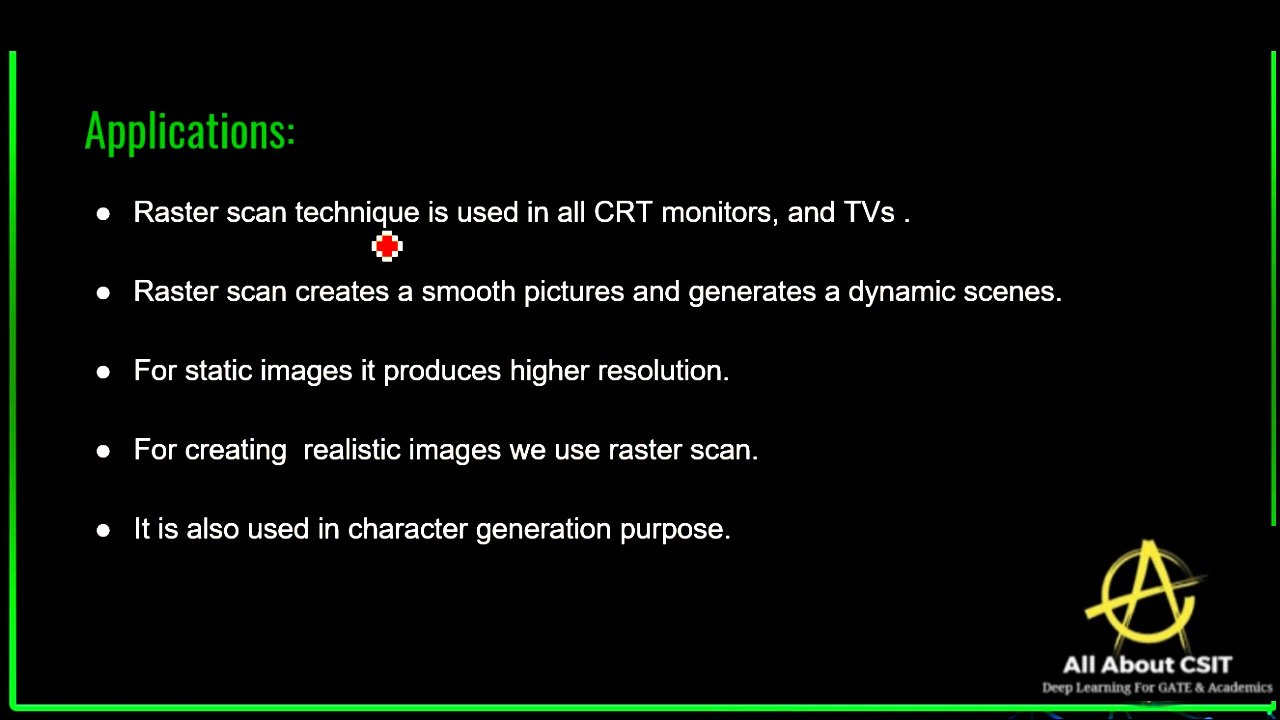 Applications:
● Raster scan technique is used in all CRT monitors, and TVs .
● Raster scan creates a smooth pictures and generates a dynamic scenes.
● For static images it produces higher resolution.
● For creating  realistic images we use raster scan.
● It is also used in character generation purpose.
All About CSIT
Deep Learning For GATE & Academics